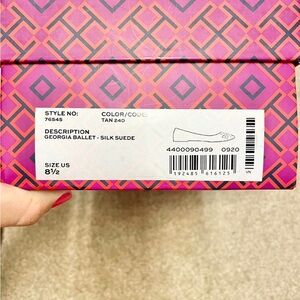 STYLE NO: COLOR/CODE:
76545 TAN 240
DESCRIPTION
GEORGIA BALLET - SILK SUEDE
SIZE US
8½
4400090499 0920
192485 616125